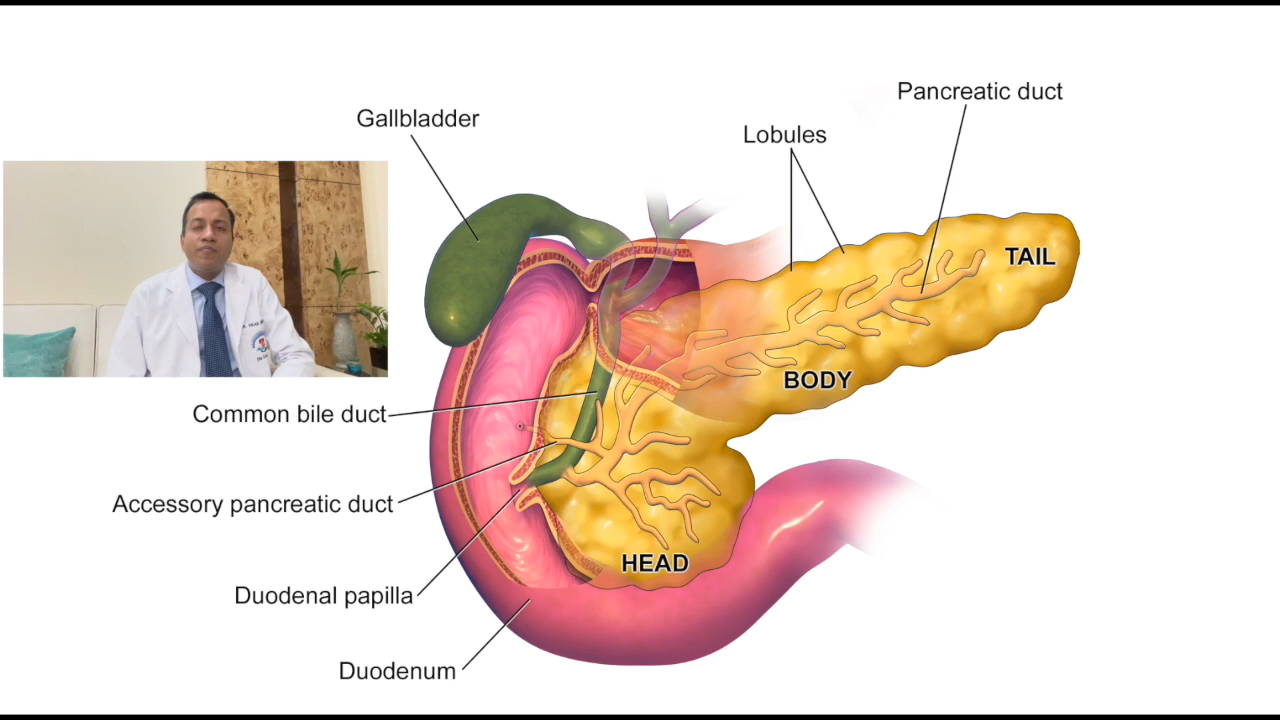 Pancreatic duct
Gallbladder
Lobules
TAIL
BODY
Common bile duct
Accessory pancreatic duct
HEAD
Duodenal papilla
Duodenum